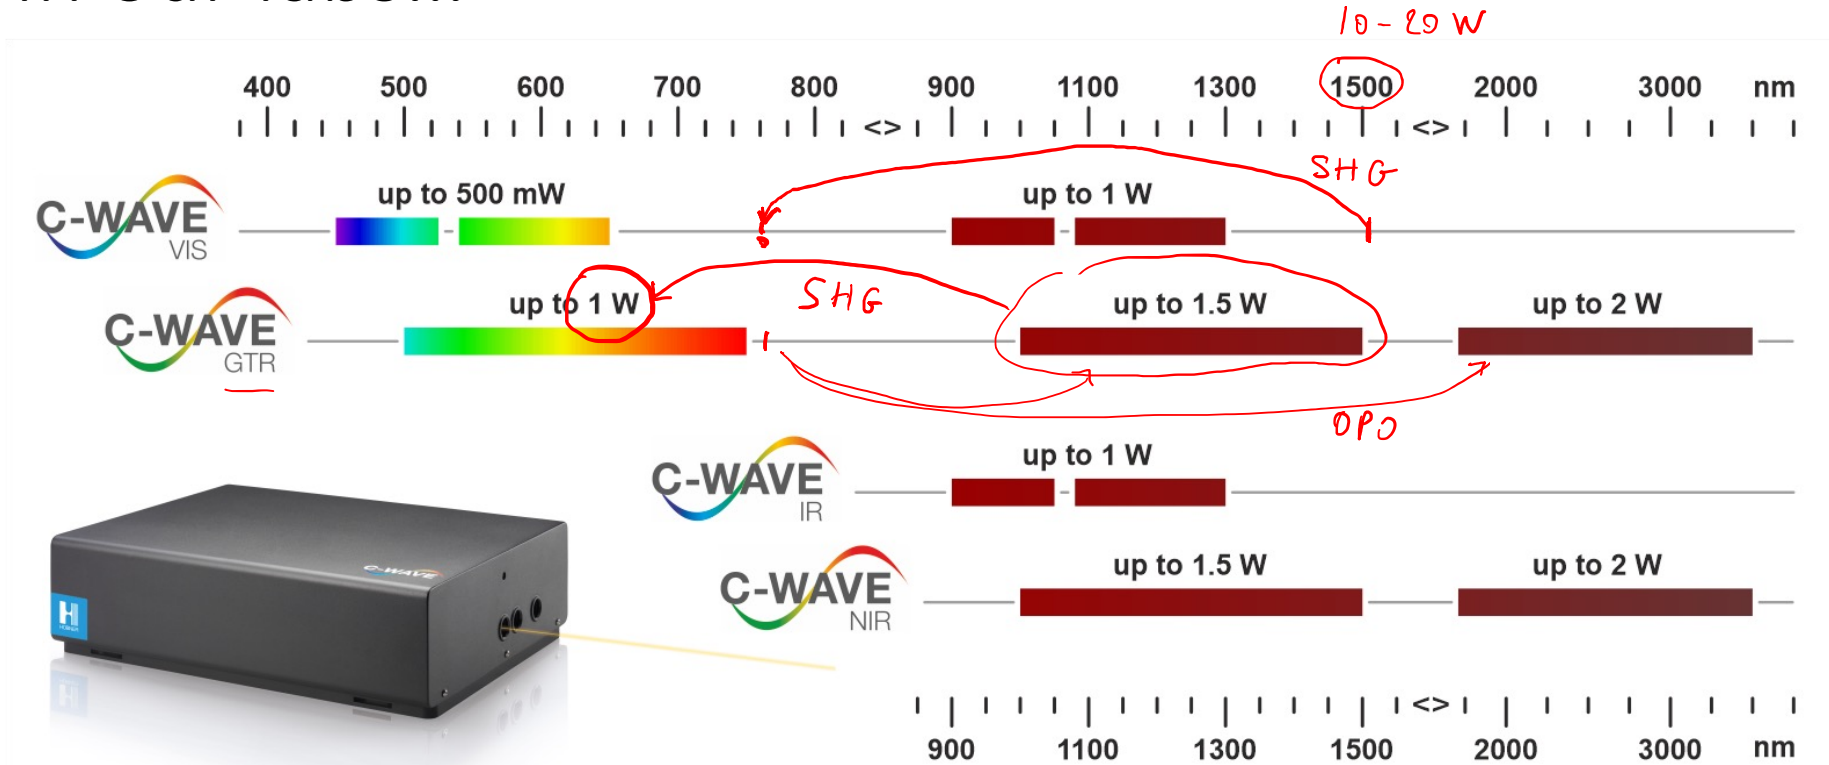 10-20 W
400 500 600 700 800 900 1100 1300 1500 2000 3000 nm
<> <>
SHG
C-WAVE
VIS
up to 500 mW up to 1 W
C-WAVE
GTR
up to 1 W SHG up to 1.5 W up to 2 W
OPO
C-WAVE
IR
up to 1 W
C-WAVE
NIR
up to 1.5 W up to 2 W
C-WAVE
H
HÜBNER
<>
900 1100 1300 1500 2000 3000 nm